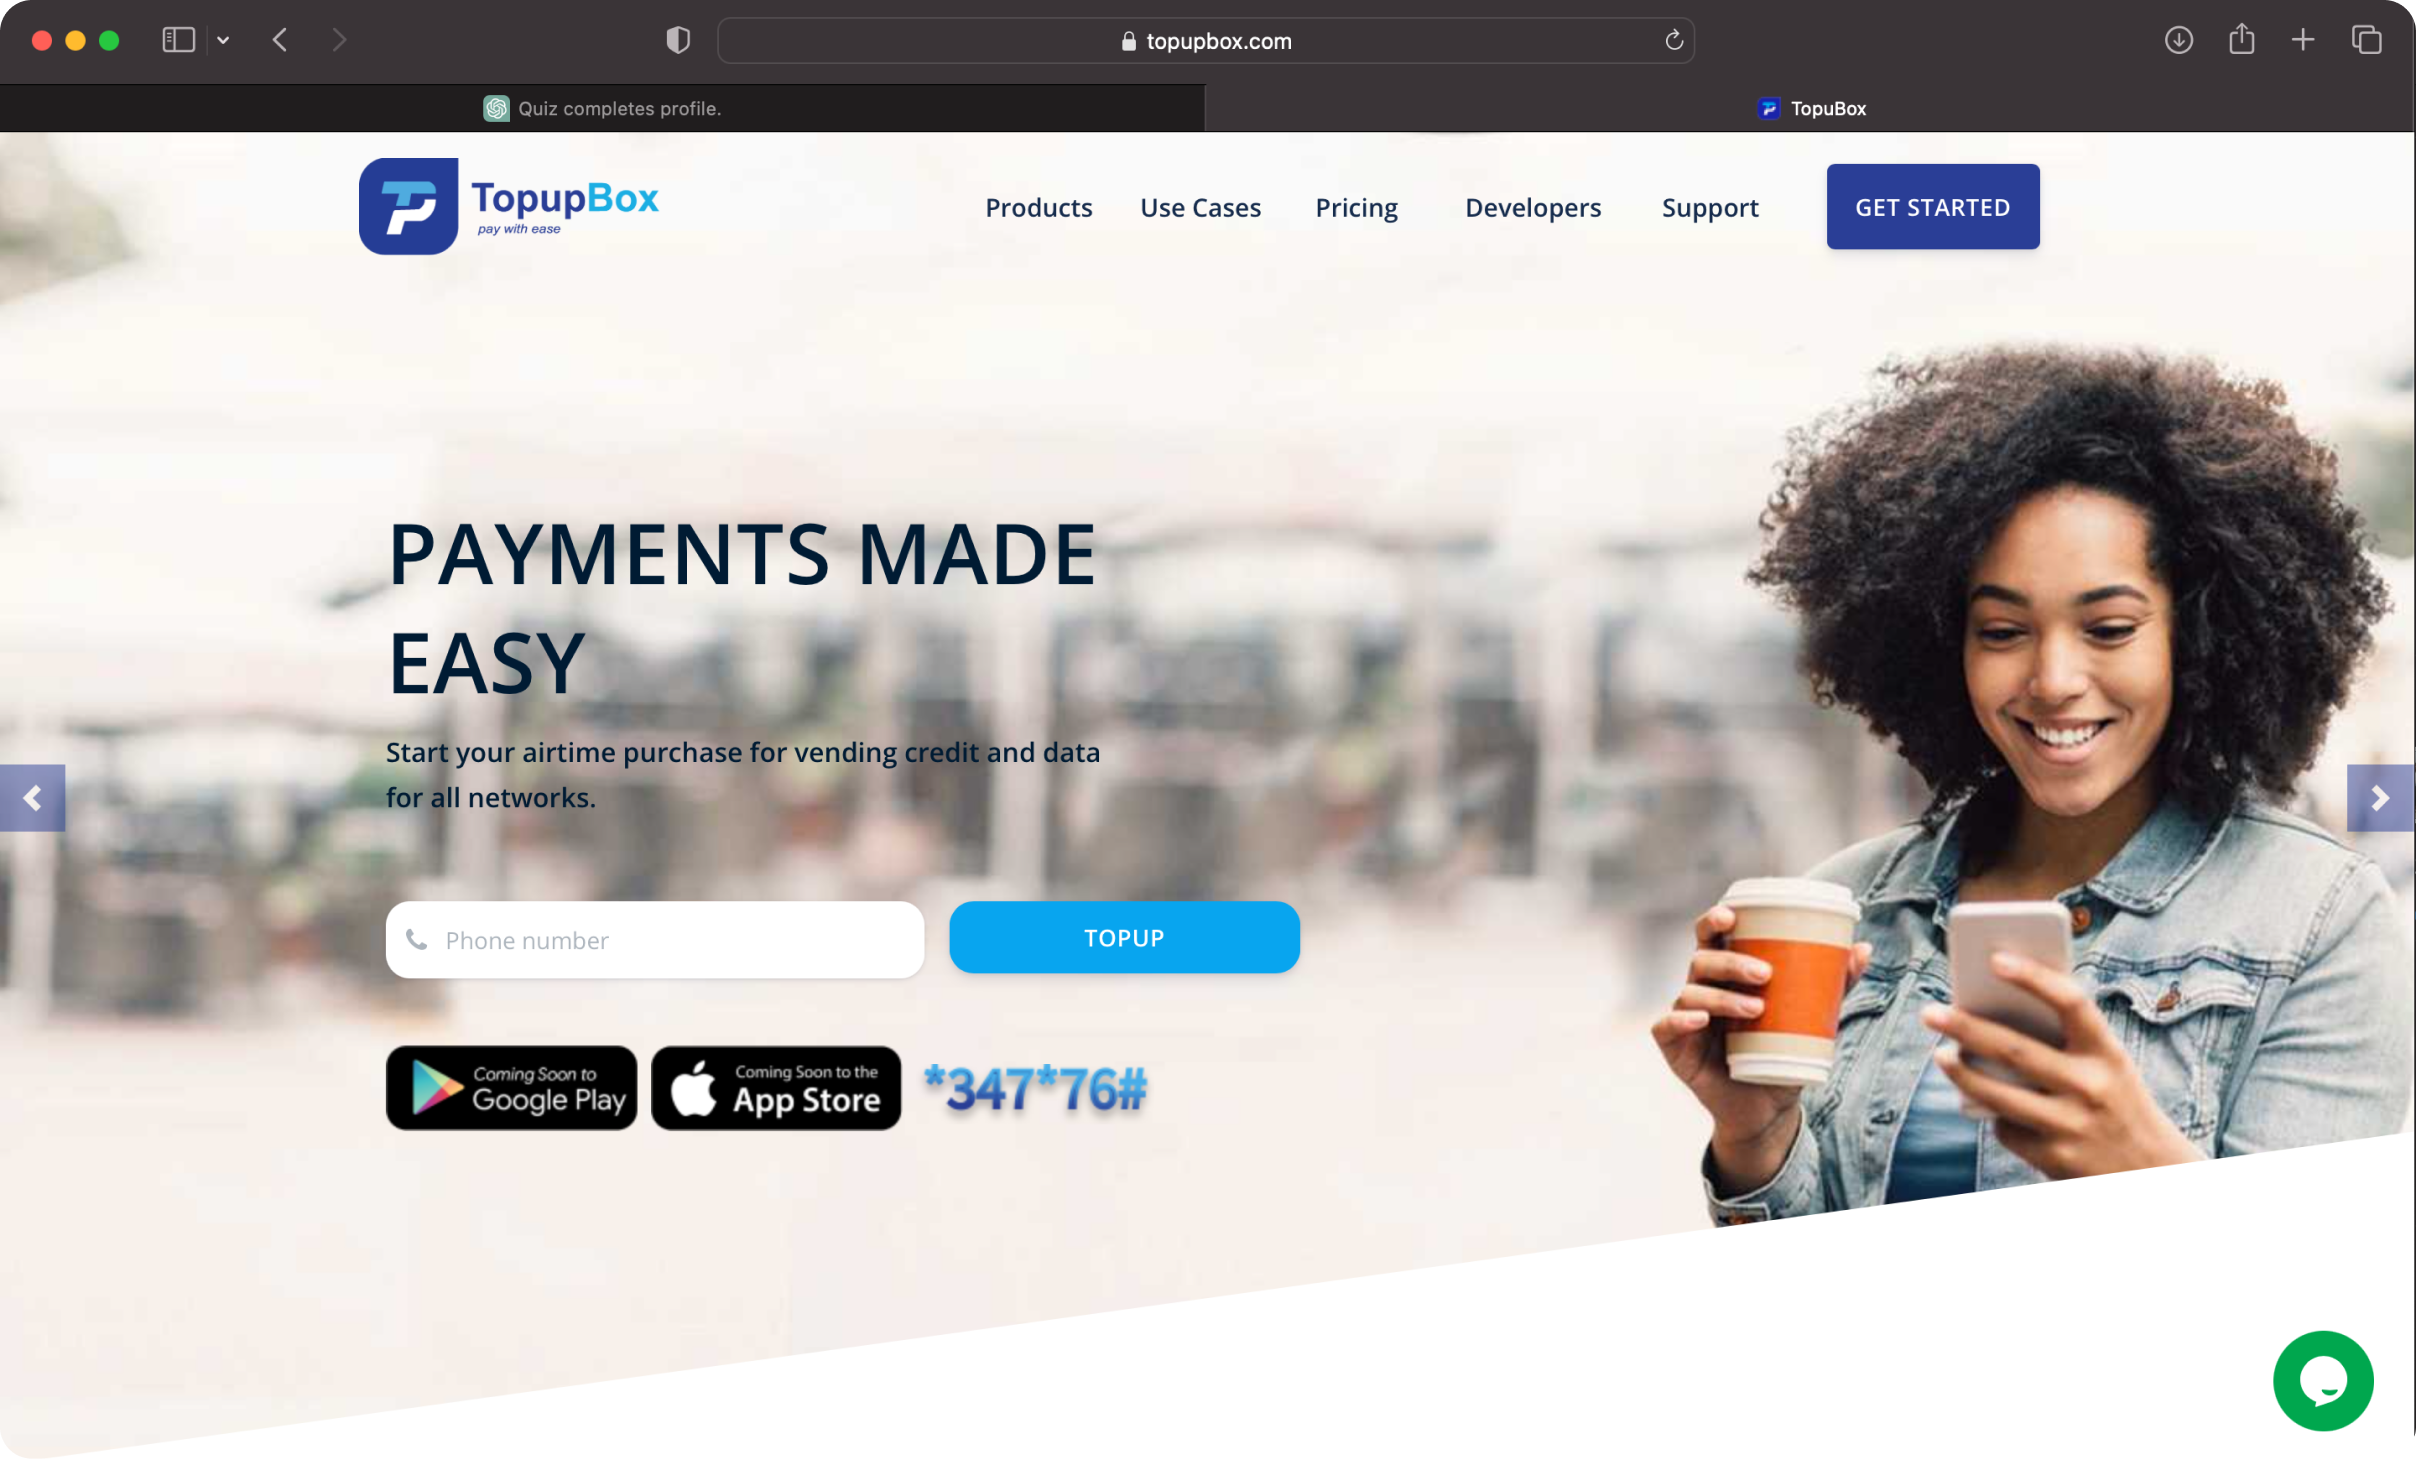 topupbox.com
Quiz completes profile.
TopuBox
TopupBox
pay with ease
Products
Use Cases
Pricing
Developers
Support
GET STARTED
PAYMENTS MADE
EASY
Start your airtime purchase for vending credit and data
for all networks.
Phone number
TOPUP
Coming Soon to
Google Play
Coming Soon to the
App Store
*347*76#